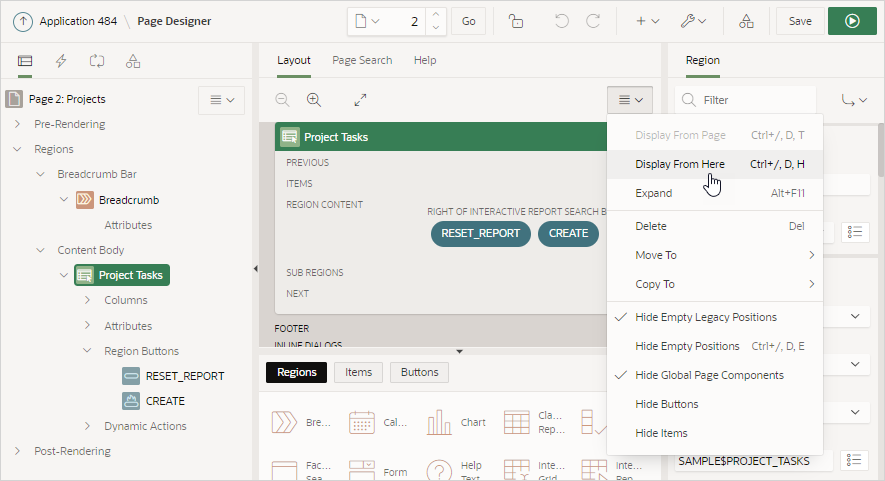 Application 484 / Page Designer
2
Go
Save
Page 2: Projects
Pre-Rendering
Regions
Breadcrumb Bar
Breadcrumb
Attributes
Content Body
Project Tasks
Columns
Attributes
Region Buttons
RESET_REPORT
CREATE
Dynamic Actions
Post-Rendering
Layout Page Search Help
Project Tasks
PREVIOUS
ITEMS
REGION CONTENT
RIGHT OF INTERACTIVE REPORT SEARCH B
RESET_REPORT CREATE
SUB REGIONS
NEXT
FOOTER
INLINE DIALOGS
Regions Items Buttons
Bre... Cal... Chart Cla... Rep...
Fac... Sea... Form Help Text Inte... Grid Inte... Rep...
Region
Filter
Display From Page Ctrl+/, D, T
Display From Here Ctrl+/, D, H
Expand Alt+F11
Delete Del
Move To
Copy To
Hide Empty Legacy Positions
Hide Empty Positions Ctrl+/, D, E
Hide Global Page Components
Hide Buttons
Hide Items
SAMPLE$PROJECT_TASKS